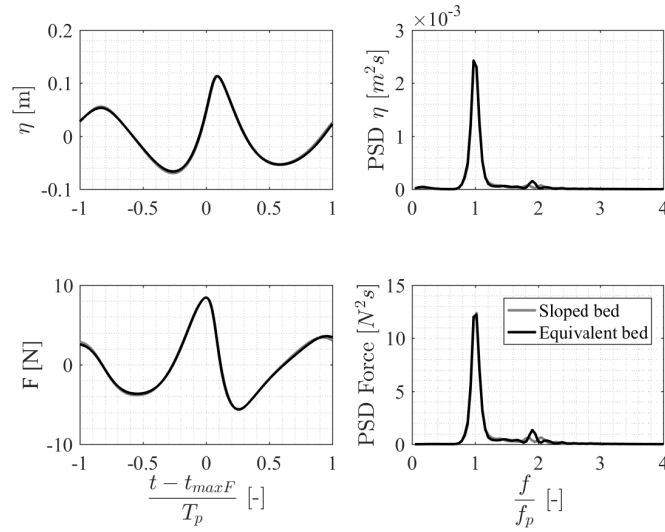 ×10⁻³
0.2
0.1
0
-0.1
η [m]
-1 -0.5 0 0.5 1
3
2
1
0
PSD η [m²s]
0 1 2 3 4
10
0
-10
F [N]
-1 -0.5 0 0.5 1
t − t_{maxF}
T_p
[-]
15
10
5
0
PSD Force [N²s]
Sloped bed
Equivalent bed
0 1 2 3 4
f
f_p
[-]